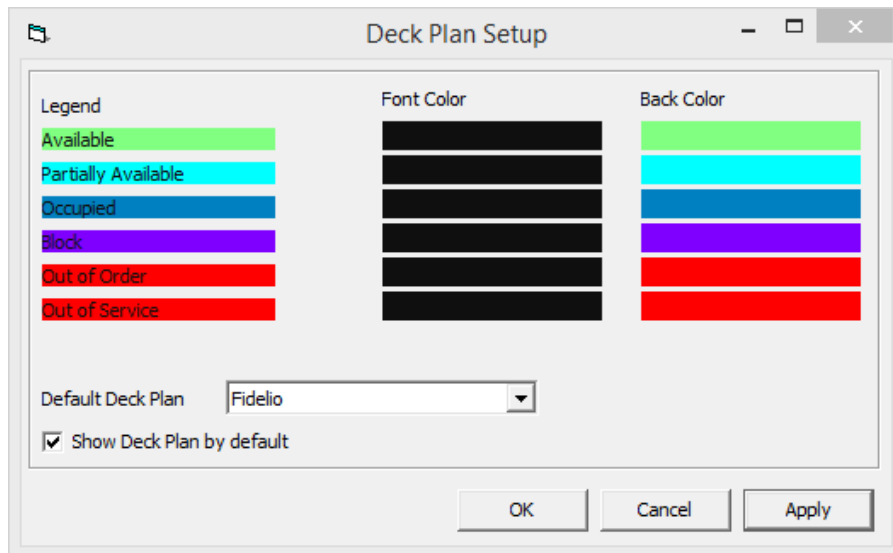 Deck Plan Setup
Legend Font Color Back Color
Available
Partially Available
Occupied
Block
Out of Order
Out of Service
Default Deck Plan Fidelio
Show Deck Plan by default
OK Cancel Apply